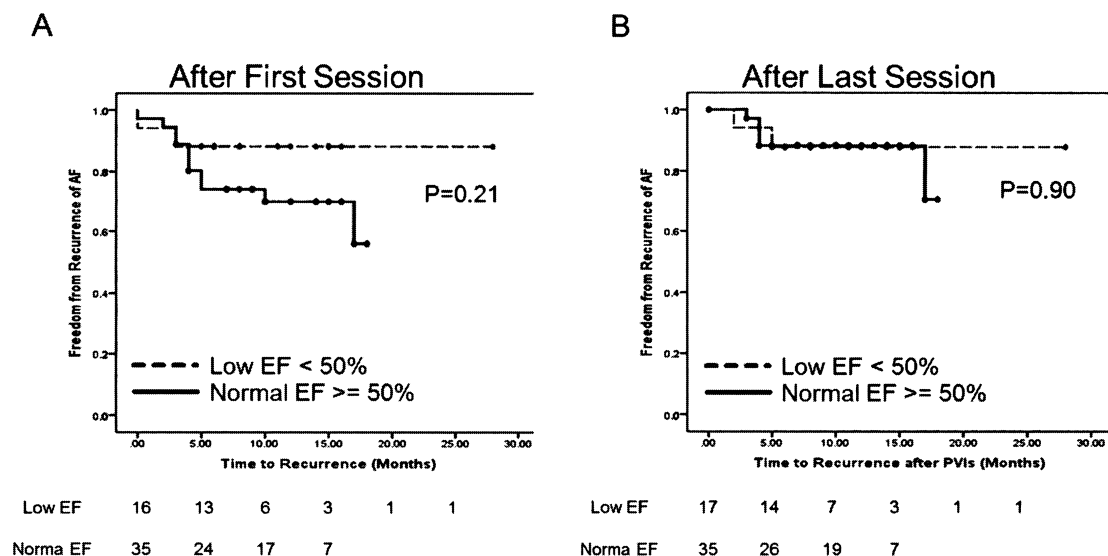 A
After First Session
1.0
0.8
0.6
0.4
0.2
0.0
Freedom from Recurrence of AF
P=0.21
Low EF < 50%
Normal EF >= 50%
.00 5.00 10.00 15.00 20.00 25.00 30.00
Time to Recurrence (Months)
Low EF 16 13 6 3 1 1
Norma EF 35 24 17 7
B
After Last Session
1.0
0.8
0.6
0.4
0.2
0.0
Freedom from Recurrence of AF
P=0.90
Low EF < 50%
Normal EF >= 50%
.00 5.00 10.00 15.00 20.00 25.00 30.00
Time to Recurrence after PVIs (Months)
Low EF 17 14 7 3 1 1
Norma EF 35 26 19 7